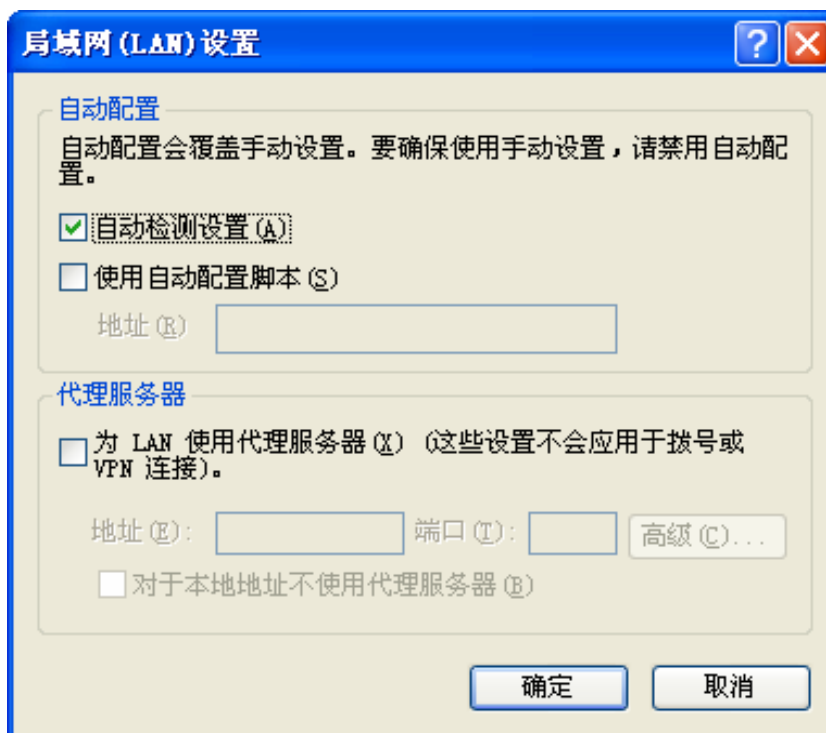 局域网(LAN)设置
自动配置
自动配置会覆盖手动设置。要确保使用手动设置，请禁用自动配
置。
自动检测设置(A)
使用自动配置脚本(S)
地址(R)
代理服务器
为 LAN 使用代理服务器(X) (这些设置不会应用于拨号或
VPN 连接)。
地址(E): 端口(T): 高级(C)...
对于本地地址不使用代理服务器(B)
确定 取消